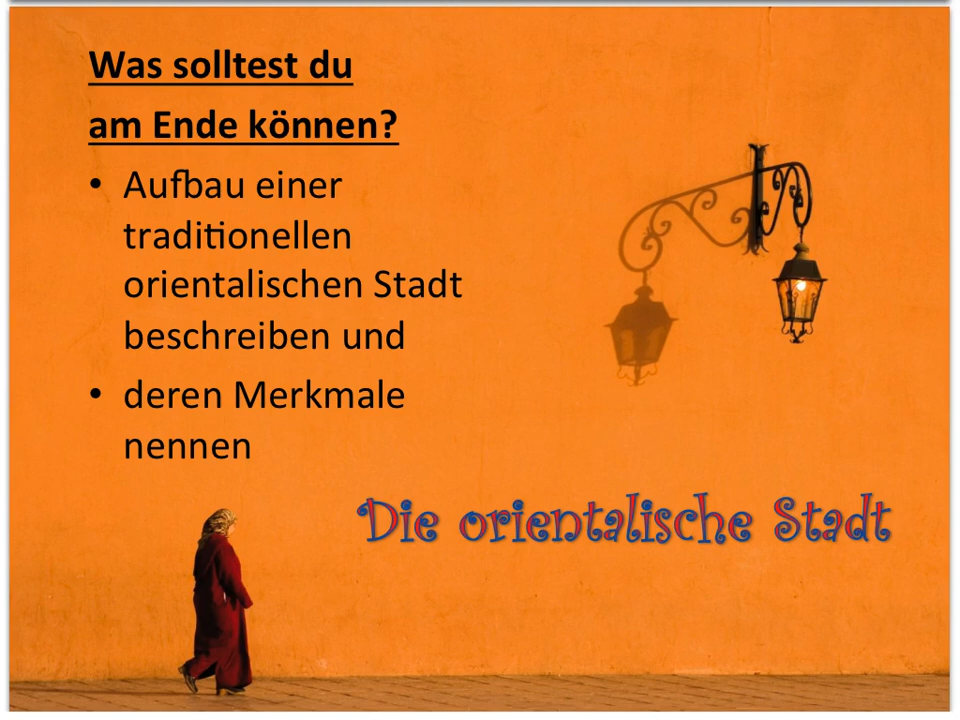 Was solltest du
am Ende können?
• Aufbau einer
traditionellen
orientalischen Stadt
beschreiben und
• deren Merkmale
nennen
Die orientalische Stadt